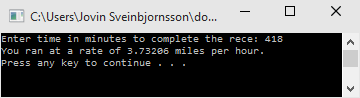 C:\Users\Jovin Sveinbjornsson\do...
Enter time in minutes to complete the rece: 418
You ran at a rate of 3.73206 miles per hour.
Press any key to continue . . .